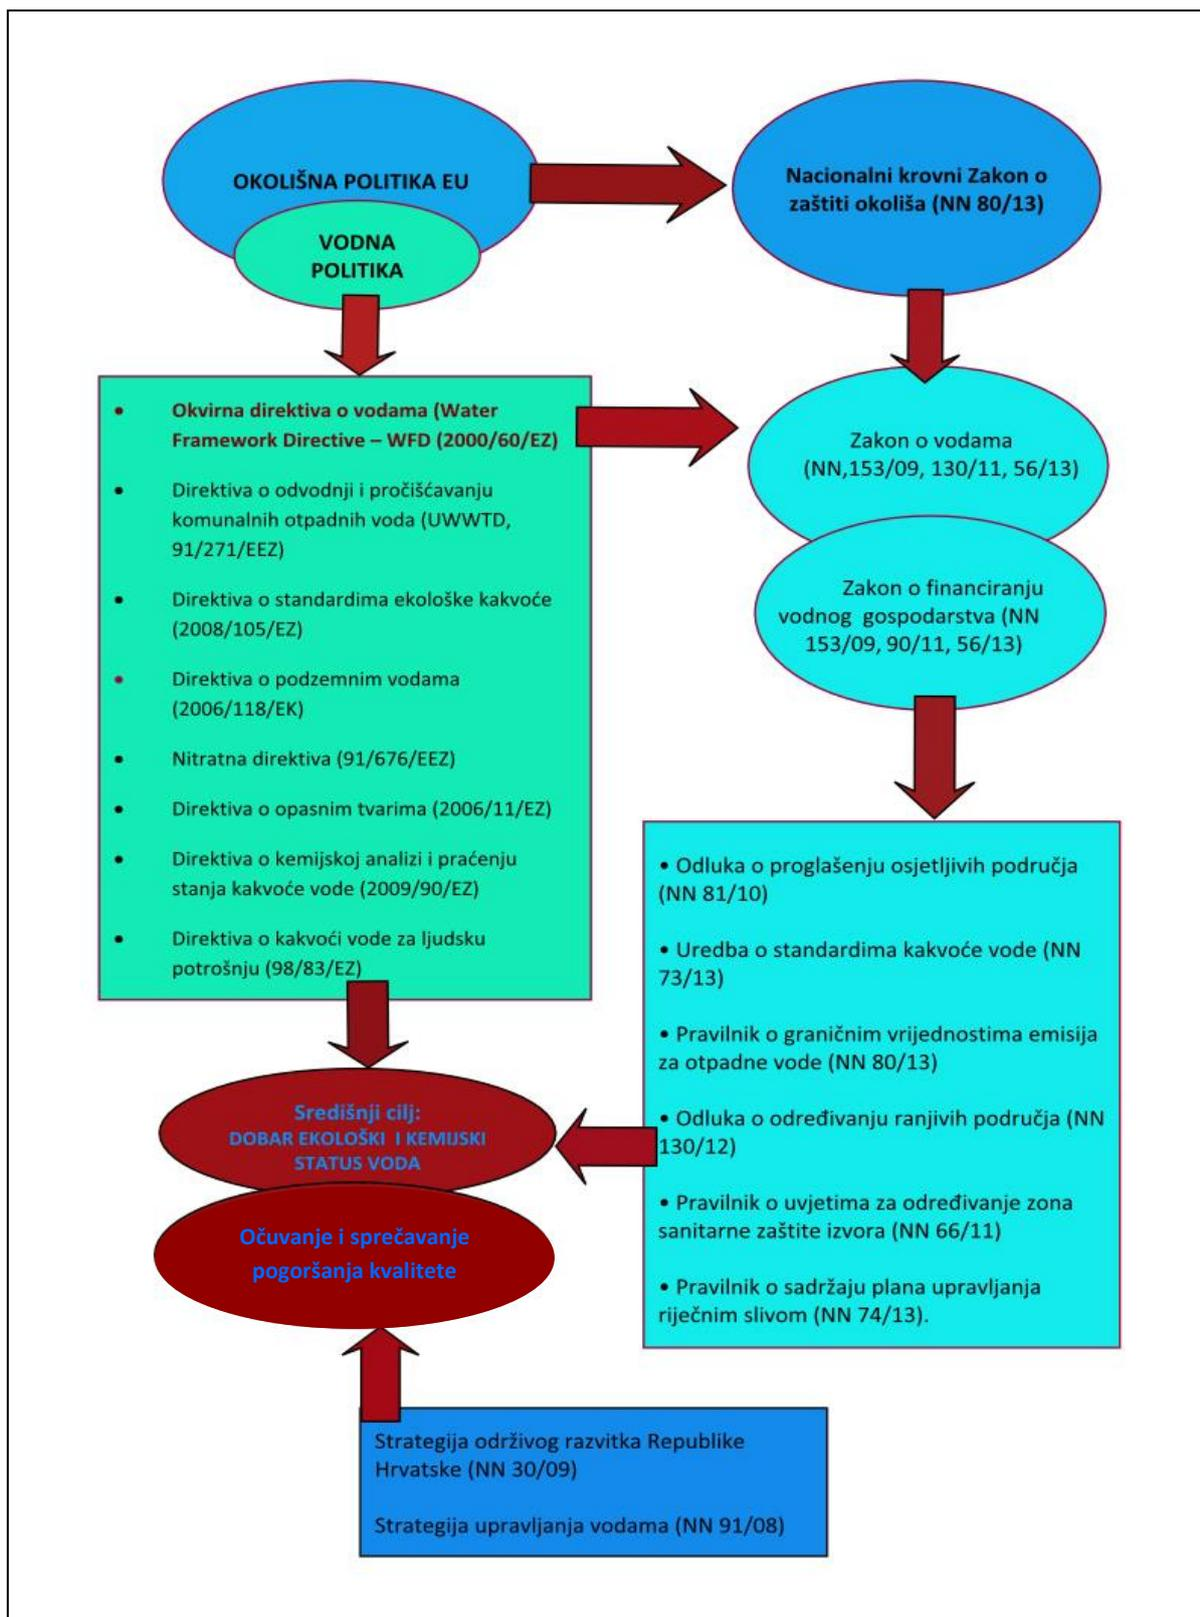 OKOLIŠNA POLITIKA EU
VODNA
POLITIKA
Nacionalni krovni Zakon o
zaštiti okoliša (NN 80/13)
• Okvirna direktiva o vodama (Water
Framework Directive – WFD (2000/60/EZ)
• Direktiva o odvodnji i pročišćavanju
komunalnih otpadnih voda (UWWTD,
91/271/EEZ)
• Direktiva o standardima ekološke kakvoće
(2008/105/EZ)
• Direktiva o podzemnim vodama
(2006/118/EK)
• Nitratna direktiva (91/676/EEZ)
• Direktiva o opasnim tvarima (2006/11/EZ)
• Direktiva o kemijskoj analizi i praćenju
stanja kakvoće vode (2009/90/EZ)
• Direktiva o kakvoći vode za ljudsku
potrošnju (98/83/EZ)
Zakon o vodama
(NN,153/09, 130/11, 56/13)
Zakon o financiranju
vodnog gospodarstva (NN
153/09, 90/11, 56/13)
• Odluka o proglašenju osjetljivih područja
(NN 81/10)
• Uredba o standardima kakvoće vode (NN
73/13)
• Pravilnik o graničnim vrijednostima emisija
za otpadne vode (NN 80/13)
• Odluka o određivanju ranjivih područja (NN
130/12)
• Pravilnik o uvjetima za određivanje zona
sanitarne zaštite izvora (NN 66/11)
• Pravilnik o sadržaju plana upravljanja
riječnim slivom (NN 74/13).
Središnji cilj:
DOBAR EKOLOŠKI I KEMIJSKI
STATUS VODA
Očuvanje i sprečavanje
pogoršanja kvalitete
Strategija održivog razvitka Republike
Hrvatske (NN 30/09)
Strategija upravljanja vodama (NN 91/08)